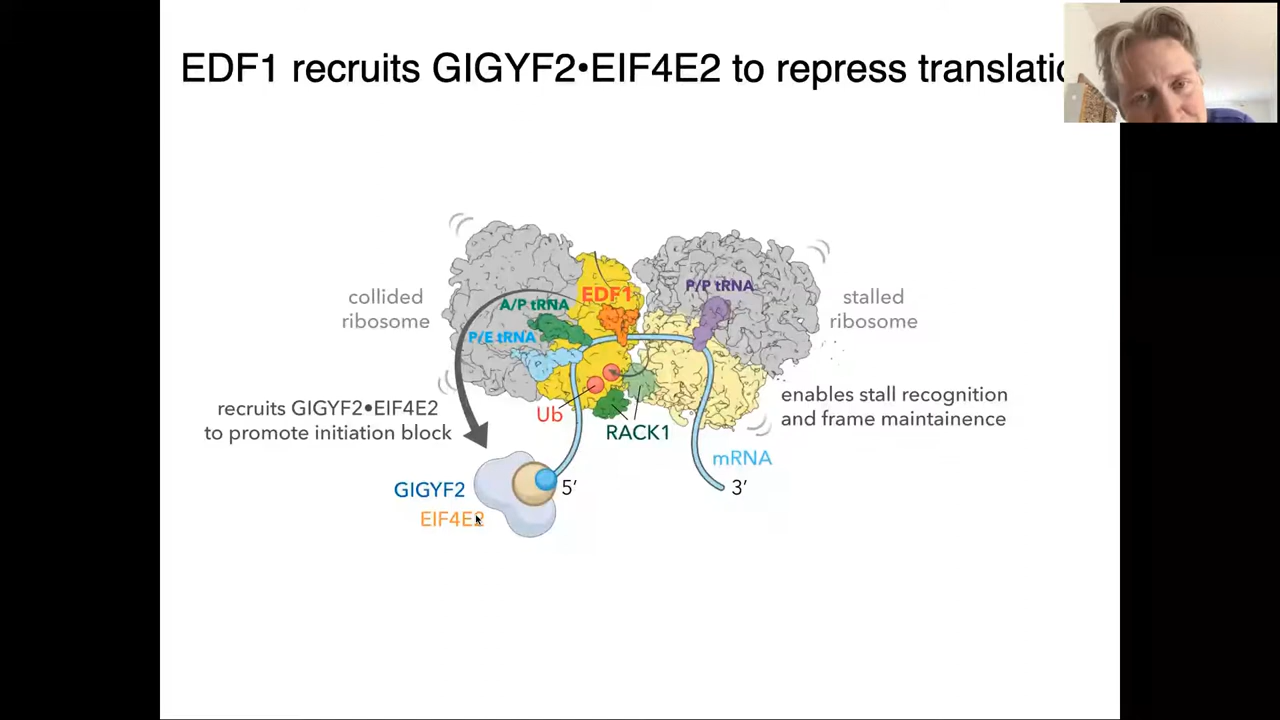 EDF1 recruits GIGYF2•EIF4E2 to repress
P/P tRNA
EDF1
A/P tRNA
collided
ribosome
stalled
ribosome
P/E tRNA
enables stall recognition
and frame maintainence
recruits GIGYF2•EIF4E2
to promote initiation block
Ub
RACK1
mRNA
GIGYF2
5’
3’
EIF4E2